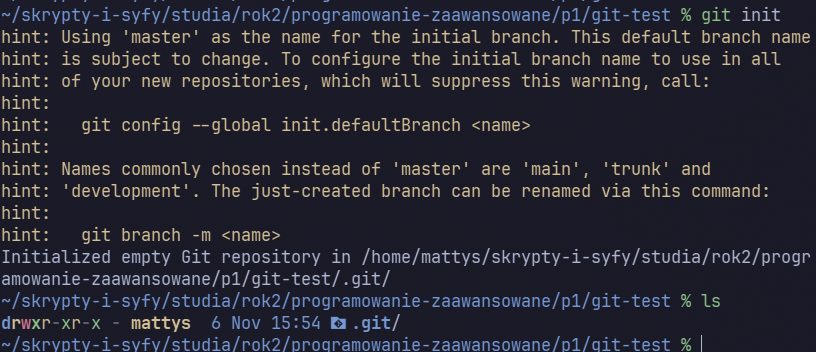 ~/skrypty-i-syfy/studia/rok2/programowanie-zaawansowane/p1/git-test % git init
hint: Using 'master' as the name for the initial branch. This default branch name
hint: is subject to change. To configure the initial branch name to use in all
hint: of your new repositories, which will suppress this warning, call:
hint:
hint:   git config --global init.defaultBranch <name>
hint:
hint: Names commonly chosen instead of 'master' are 'main', 'trunk' and
hint: 'development'. The just-created branch can be renamed via this command:
hint:
hint:   git branch -m <name>
Initialized empty Git repository in /home/mattys/skrypty-i-syfy/studia/rok2/progr
amowanie-zaawansowane/p1/git-test/.git/
~/skrypty-i-syfy/studia/rok2/programowanie-zaawansowane/p1/git-test % ls
drwxr-xr-x - mattys  6 Nov 15:54 .git/
~/skrypty-i-syfy/studia/rok2/programowanie-zaawansowane/p1/git-test %